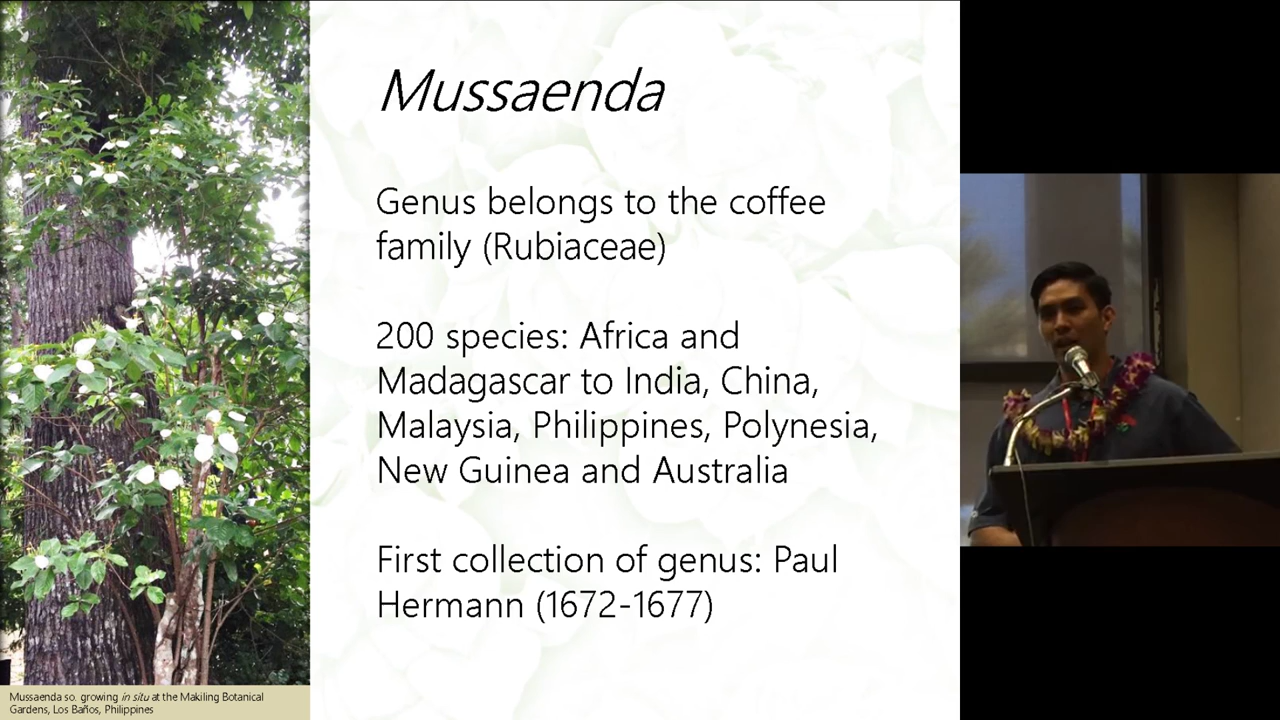 Mussaenda
Genus belongs to the coffee
family (Rubiaceae)
200 species: Africa and
Madagascar to India, China,
Malaysia, Philippines, Polynesia,
New Guinea and Australia
First collection of genus: Paul
Hermann (1672-1677)
Mussaenda so. growing in situ at the Makiling Botanical
Gardens, Los Baños, Philippines